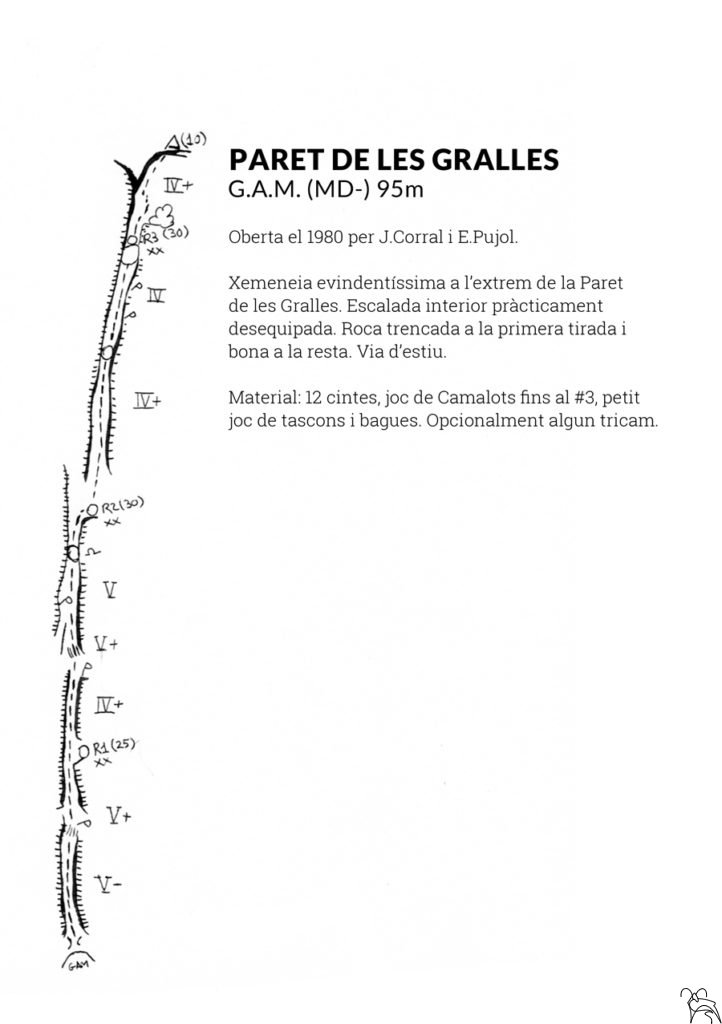 A(10)
PARET DE LES GRALLES
G.A.M. (MD-) 95m
IV+
R3 (30)
xx
Oberta el 1980 per J.Corral i E.Pujol.
Xemeneia evindentíssima a l’extrem de la Paret
de les Gralles. Escalada interior pràcticament
desequipada. Roca trencada a la primera tirada i
bona a la resta. Via d’estiu.
IV
IV+
Material: 12 cintes, joc de Camalots fins al #3, petit
joc de tascons i bagues. Opcionalment algun tricam.
R2(30)
xx
V
V+
IV+
R1(25)
xx
V+
V-
GAM